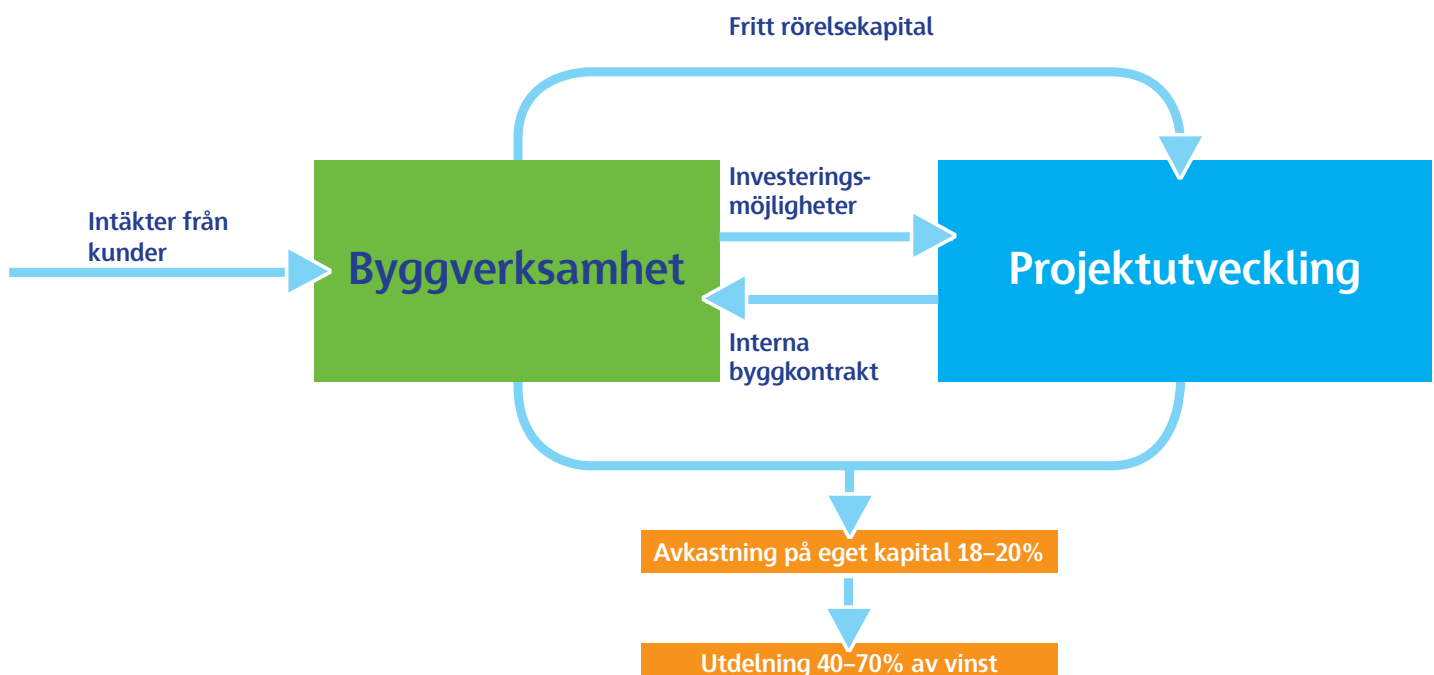 Fritt rörelsekapital
Intäkter från
kunder
Byggverksamhet
Investerings-
möjligheter
Interna
byggkontrakt
Projektutveckling
Avkastning på eget kapital 18–20%
Utdelning 40–70% av vinst